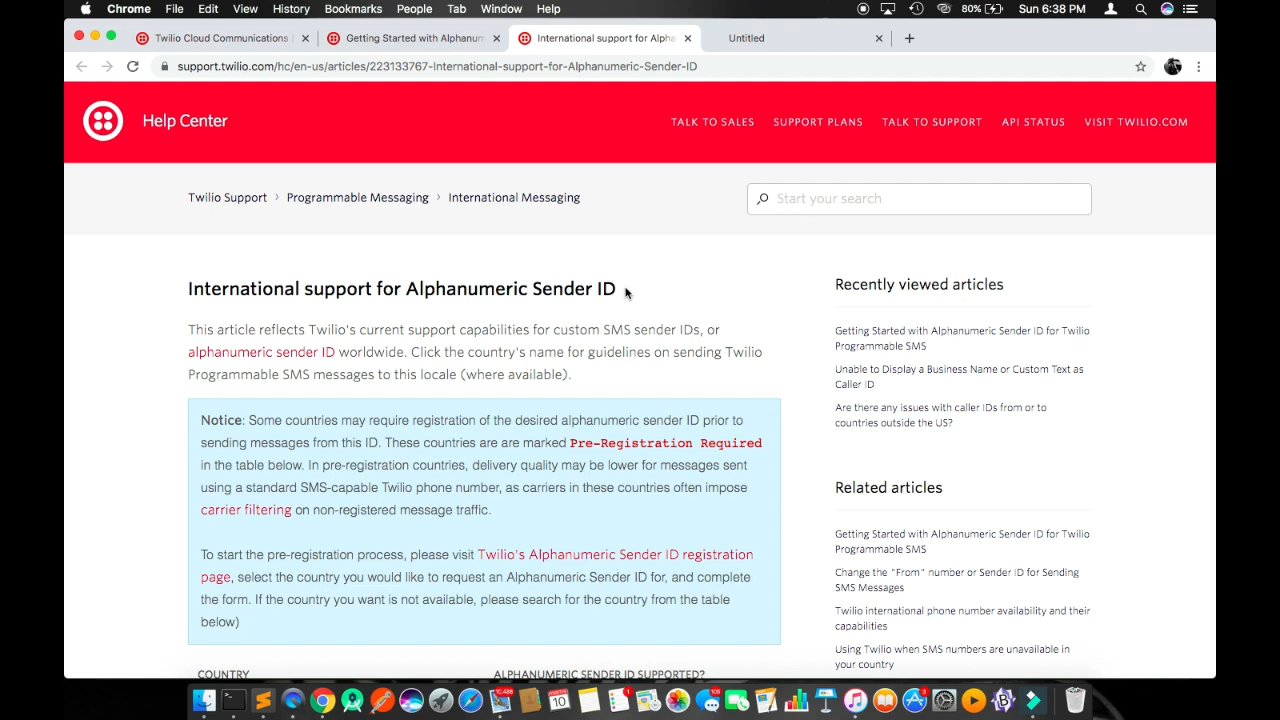 Chrome File Edit View History Bookmarks People Tab Window Help 80% Sun 6:38 PM
Twilio Cloud Communications Getting Started with Alphanum International support for Alpha Untitled
support.twilio.com/hc/en-us/articles/223133767-International-support-for-Alphanumeric-Sender-ID
Help Center TALK TO SALES SUPPORT PLANS TALK TO SUPPORT API STATUS VISIT TWILIO.COM
Twilio Support › Programmable Messaging › International Messaging Start your search
International support for Alphanumeric Sender ID
This article reflects Twilio's current support capabilities for custom SMS sender IDs, or
alphanumeric sender ID worldwide. Click the country's name for guidelines on sending Twilio
Programmable SMS messages to this locale (where available).
Notice: Some countries may require registration of the desired alphanumeric sender ID prior to
sending messages from this ID. These countries are are marked Pre-Registration Required
in the table below. In pre-registration countries, delivery quality may be lower for messages sent
using a standard SMS-capable Twilio phone number, as carriers in these countries often impose
carrier filtering on non-registered message traffic.
To start the pre-registration process, please visit Twilio's Alphanumeric Sender ID registration
page, select the country you would like to request an Alphanumeric Sender ID for, and complete
the form. If the country you want is not available, please search for the country from the table
below)
COUNTRY ALPHANUMERIC SENDER ID SUPPORTED?
Recently viewed articles
Getting Started with Alphanumeric Sender ID for Twilio
Programmable SMS
Unable to Display a Business Name or Custom Text as
Caller ID
Are there any issues with caller IDs from or to
countries outside the US?
Related articles
Getting Started with Alphanumeric Sender ID for Twilio
Programmable SMS
Change the "From" number or Sender ID for Sending
SMS Messages
Twilio international phone number availability and their
capabilities
Using Twilio when SMS numbers are unavailable in
your country